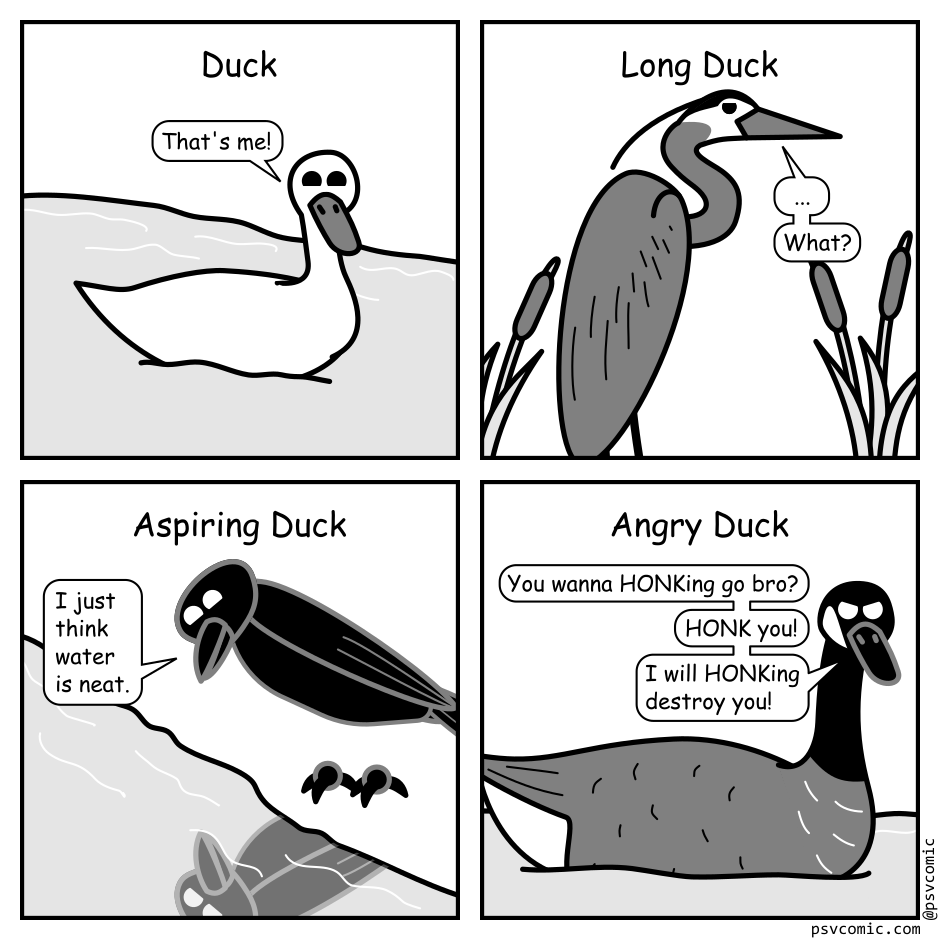 Duck
That's me!
Long Duck
...
What?
Aspiring Duck
I just
think
water
is neat.
Angry Duck
You wanna HONKing go bro?
HONK you!
I will HONKing
destroy you!
@psvcomic
psvcomic.com